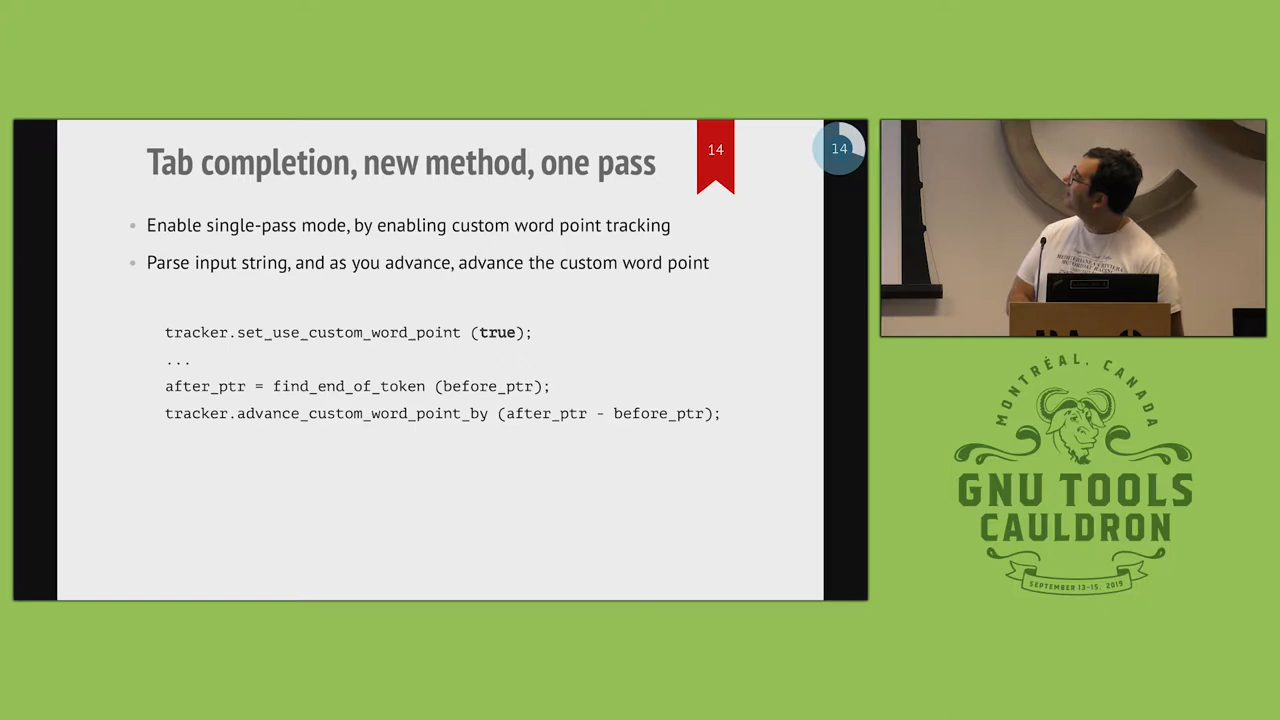 Tab completion, new method, one pass
14
14
• Enable single-pass mode, by enabling custom word point tracking
• Parse input string, and as you advance, advance the custom word point
tracker.set_use_custom_word_point (true);
...
after_ptr = find_end_of_token (before_ptr);
tracker.advance_custom_word_point_by (after_ptr - before_ptr);
MONTRÉAL, CANADA
GNU TOOLS
CAULDRON
SEPTEMBER 13-15, 2019